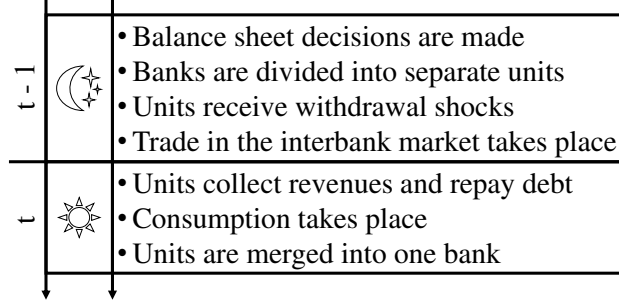 t - 1
• Balance sheet decisions are made
• Banks are divided into separate units
• Units receive withdrawal shocks
• Trade in the interbank market takes place
t
• Units collect revenues and repay debt
• Consumption takes place
• Units are merged into one bank